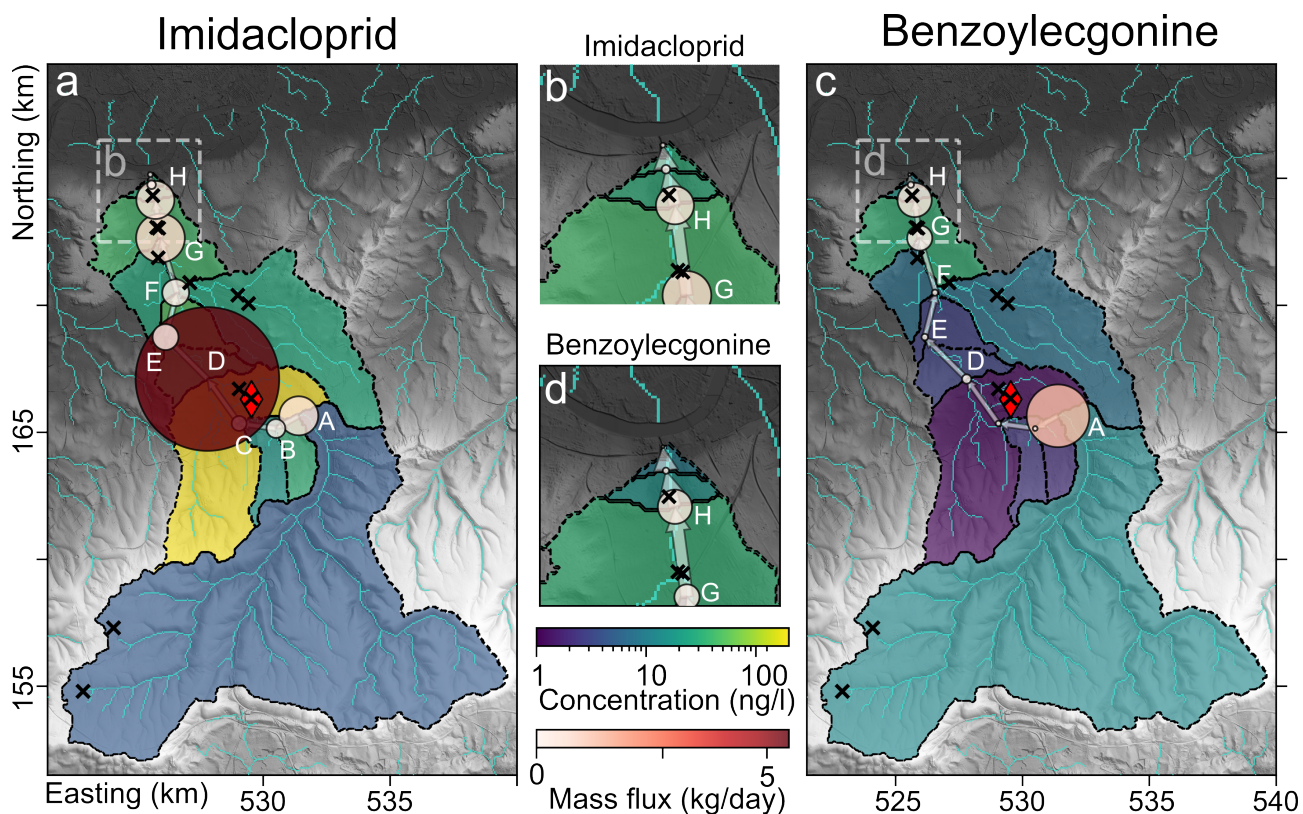 Imidacloprid
Imidacloprid
Benzoylecgonine
a
b
c
b
d
H
H
H
G
G
G
F
F
E
E
D
D
C
B
A
A
Benzoylecgonine
d
H
G
Northing (km)
165
155
1
10
100
Concentration (ng/l)
0
5
Mass flux (kg/day)
Easting (km)
530
535
525
530
535
540